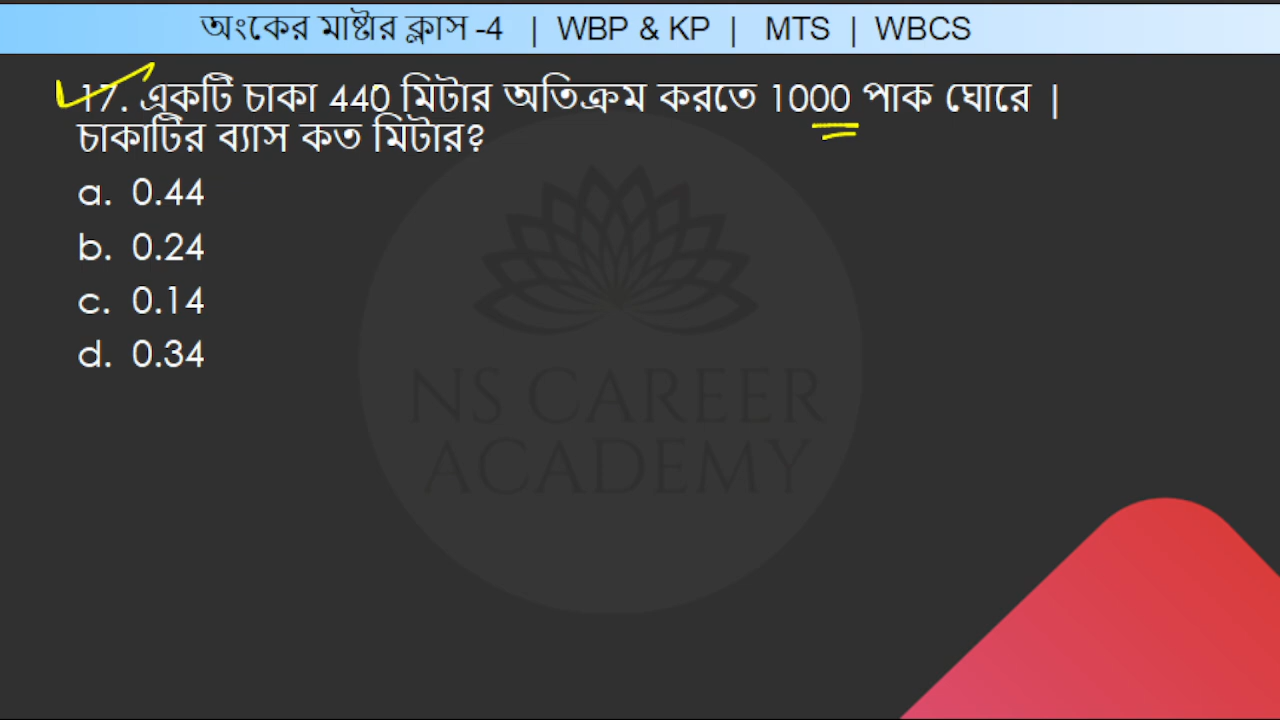 অংকের মাষ্টার ক্লাস -4 | WBP & KP | MTS | WBCS
17. একটি চাকা 440 মিটার অতিক্রম করতে 1000 পাক ঘোরে |
চাকাটির ব্যাস কত মিটার?
a. 0.44
b. 0.24
c. 0.14
d. 0.34
NS CAREER
ACADEMY